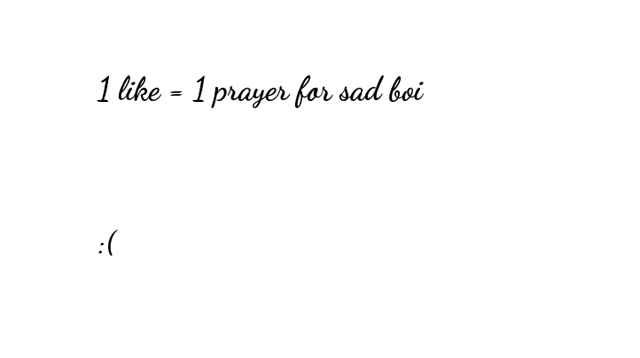 1 like = 1 prayer for sad boi
:(